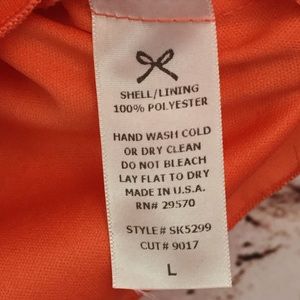 SHELL/LINING
100% POLYESTER
HAND WASH COLD
OR DRY CLEAN
DO NOT BLEACH
LAY FLAT TO DRY
MADE IN U.S.A.
RN# 29570
STYLE# SK5299
CUT# 9017
L